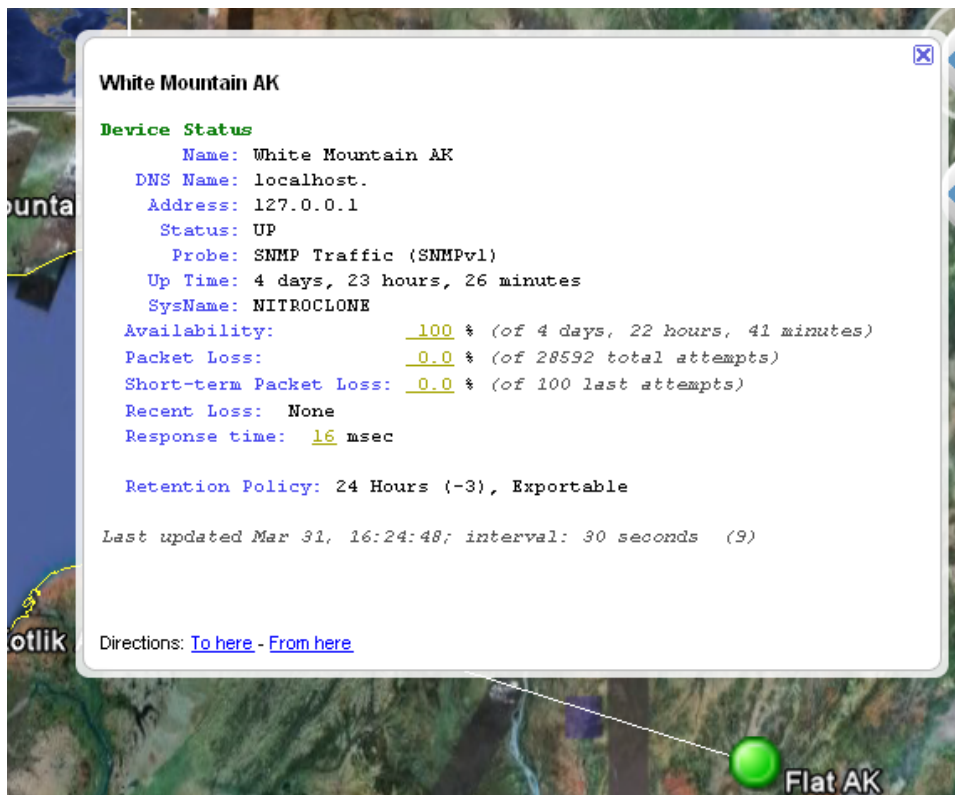 White Mountain AK
Device Status
Name: White Mountain AK
DNS Name: localhost.
Address: 127.0.0.1
Status: UP
Probe: SNMP Traffic (SNMPv1)
Up Time: 4 days, 23 hours, 26 minutes
SysName: NITROCLONE
Availability: 100 % (of 4 days, 22 hours, 41 minutes)
Packet Loss: 0.0 % (of 28592 total attempts)
Short-term Packet Loss: 0.0 % (of 100 last attempts)
Recent Loss: None
Response time: 16 msec
Retention Policy: 24 Hours (-3), Exportable
Last updated Mar 31, 16:24:48; interval: 30 seconds (9)
Directions: To here - From here
ounta
otlik
Flat AK